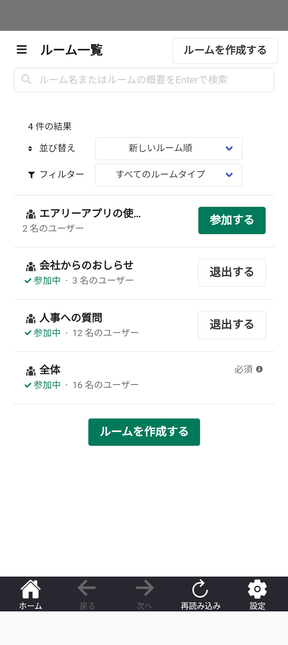 ルーム一覧
ルームを作成する
ルーム名またはルームの概要をEnterで検索
4 件の結果
並び替え
新しいルーム順
フィルター
すべてのルームタイプ
エアリーアプリの使...
2 名のユーザー
参加する
会社からのおしらせ
参加中 · 3 名のユーザー
退出する
人事への質問
参加中 · 12 名のユーザー
退出する
全体
参加中 · 16 名のユーザー
必須
ルームを作成する
ホーム
戻る
次へ
再読み込み
設定